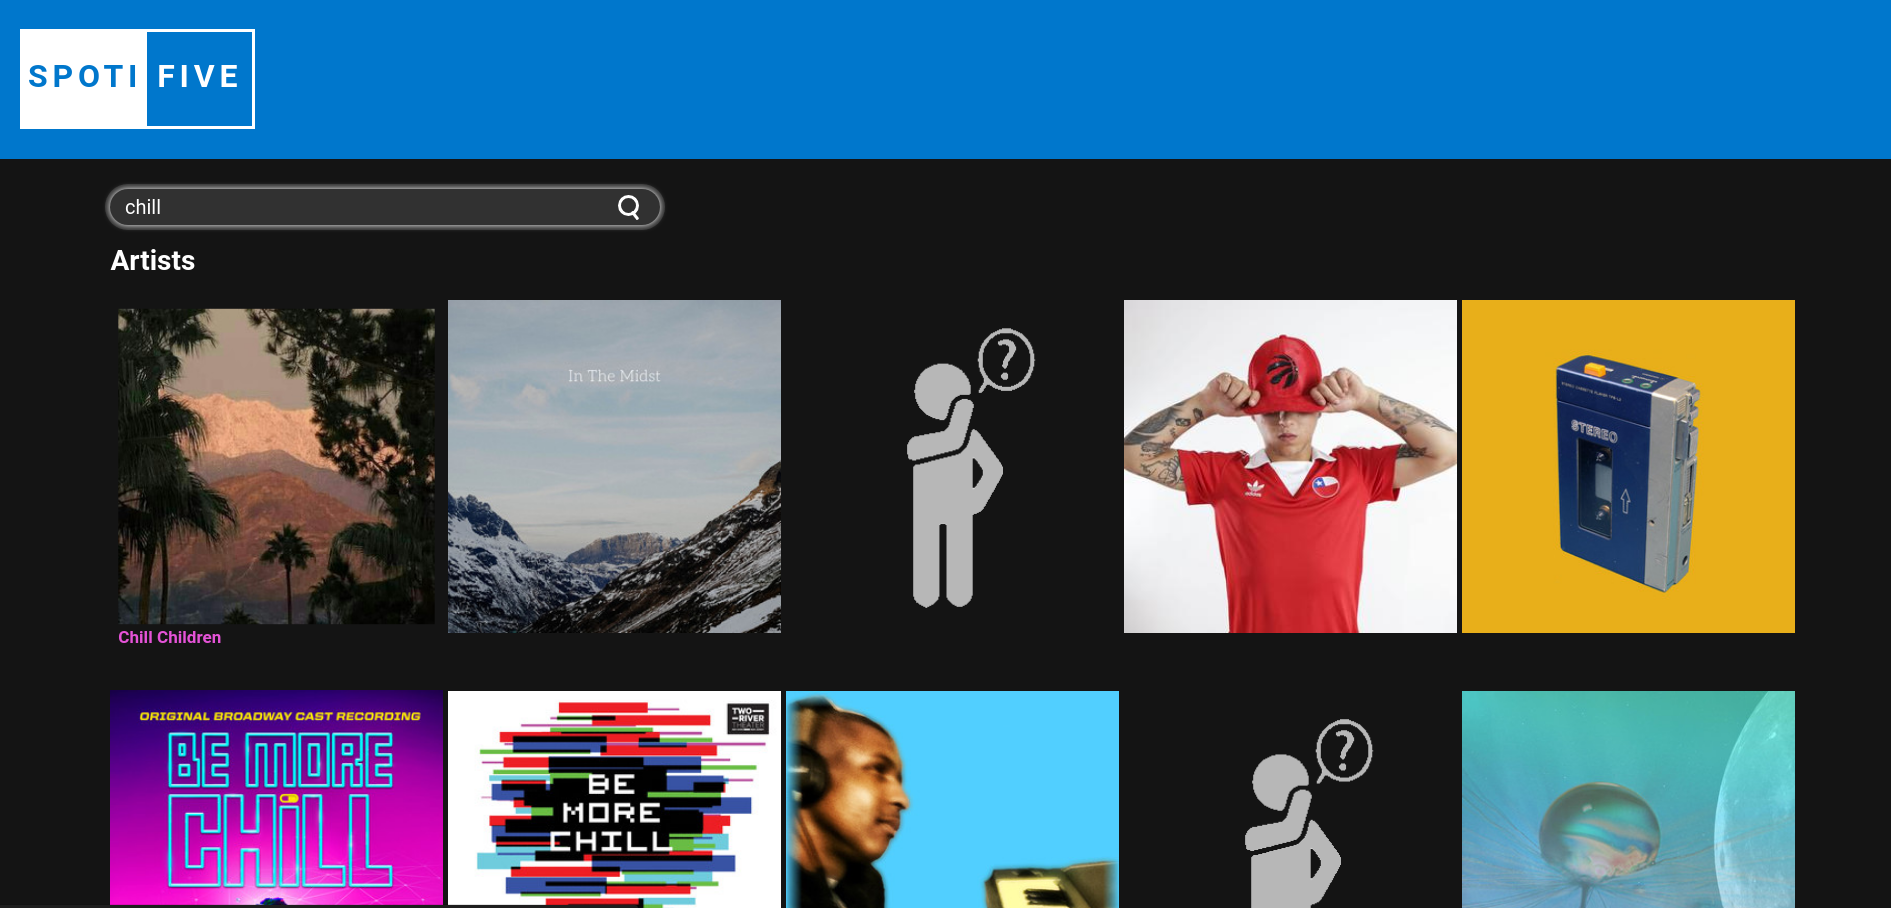 SPOTI FIVE
chill
Artists
In The Midst
?
STEREO
Chill Children
ORIGINAL BROADWAY CAST RECORDING
BE MORE
CHILL
TWO
RIVER
THEATER
BE
MORE
CHILL
?